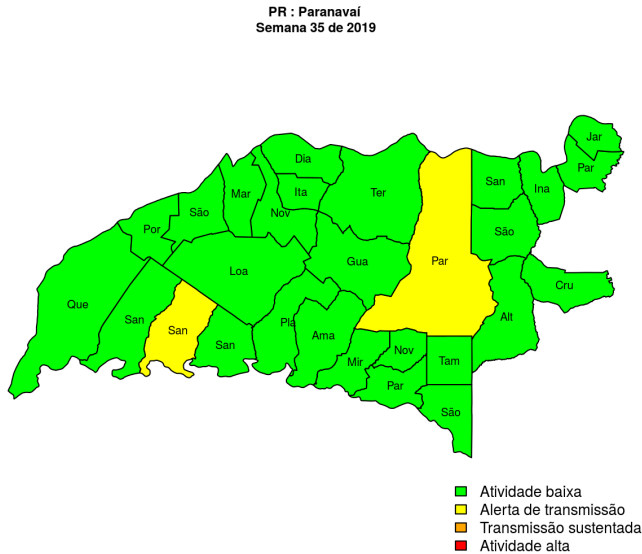 PR : Paranavaí
Semana 35 de 2019
Jar
Par
Dia
Ita
Mar
Nov
São
Por
Ter
San
Ina
São
Par
Gua
Loa
Cru
Que
San
San
San
Pla
Ama
Alt
Mir
Nov
Tam
Par
São
Atividade baixa
Alerta de transmissão
Transmissão sustentada
Atividade alta